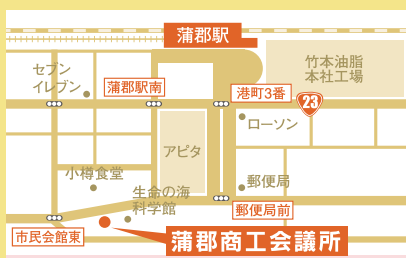 蒲郡駅
竹本油脂
本社工場
セブン
イレブン
蒲郡駅南
港町3番
23
ローソン
アピタ
小樽食堂
生命の海
科学館
郵便局
郵便局前
市民会館東
蒲郡商工会議所